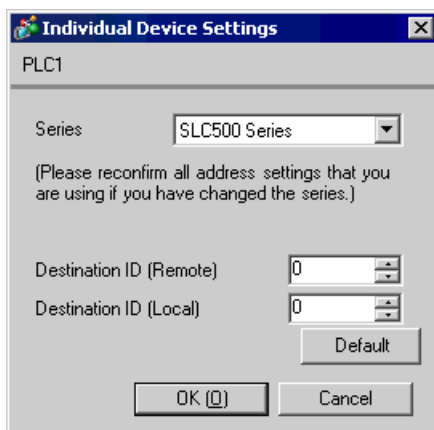 Individual Device Settings
PLC1
Series SLC500 Series
(Please reconfirm all address settings that you
are using if you have changed the series.)
Destination ID (Remote) 0
Destination ID (Local) 0
Default
OK (O) Cancel